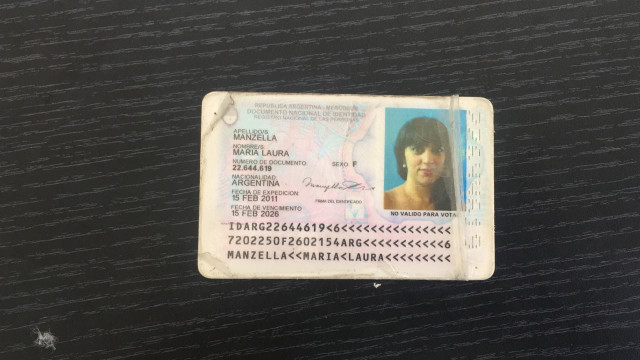 REPUBLICA ARGENTINA - MERCOSUR
DOCUMENTO NACIONAL DE IDENTIDAD
REGISTRO NACIONAL DE LAS PERSONAS
APELLIDO/S
MANZELLA
NOMBRE/S
MARIA LAURA
NUMERO DE DOCUMENTO
22.644.619
SEXO F
NACIONALIDAD
ARGENTINA
FECHA DE EXPEDICION
15 FEB 2011
FIRMA DEL IDENTIFICADO
FECHA DE VENCIMIENTO
15 FEB 2026
NO VALIDO PARA VOTAR
IDARG22644619<6<<<<<<<<<<<<<<<
7202250F2602154ARG<<<<<<<<<<<6
MANZELLA<<MARIA<LAURA<<<<<<<<<